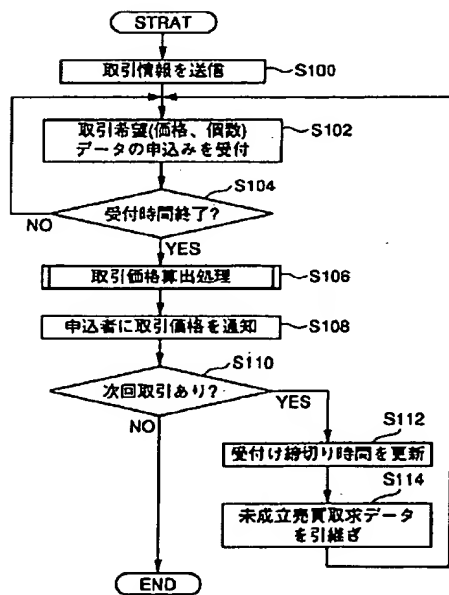 STRAT
取引情報を送信
S100
取引希望(価格、個数)
データの申込みを受付
S102
S104
受付時間終了?
NO
YES
取引価格算出処理
S106
申込者に取引価格を通知
S108
S110
次回取引あり?
YES
NO
S112
受付け締切り時間を更新
S114
未成立売買取求データ
を引継ぎ
END